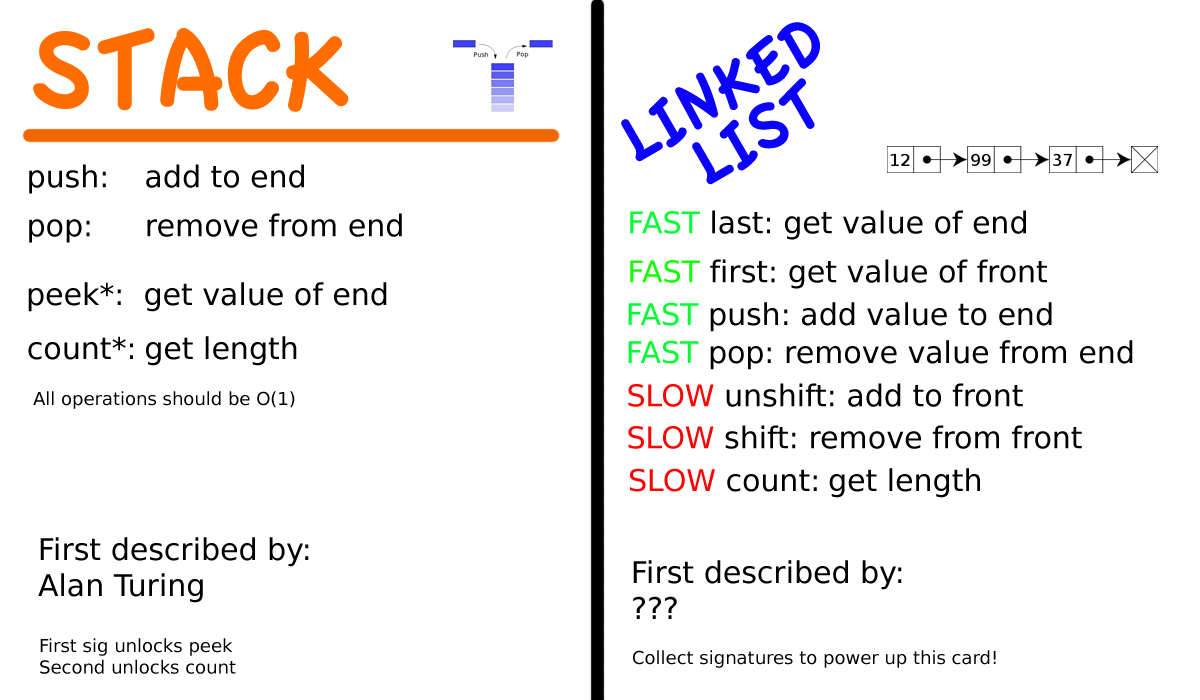 STACK
Push
Pop
push: add to end
pop: remove from end
peek*: get value of end
count*: get length
All operations should be O(1)
First described by:
Alan Turing
First sig unlocks peek
Second unlocks count
LINKED
LIST
12 99 37
FAST last: get value of end
FAST first: get value of front
FAST push: add value to end
FAST pop: remove value from end
SLOW unshift: add to front
SLOW shift: remove from front
SLOW count: get length
First described by:
???
Collect signatures to power up this card!